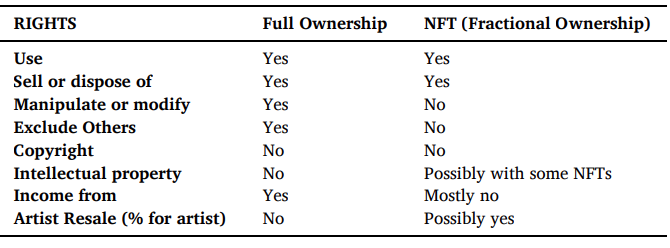 RIGHTS Full Ownership NFT (Fractional Ownership)
Use Yes Yes
Sell or dispose of Yes Yes
Manipulate or modify Yes No
Exclude Others Yes No
Copyright No No
Intellectual property No Possibly with some NFTs
Income from Yes Mostly no
Artist Resale (% for artist) No Possibly yes